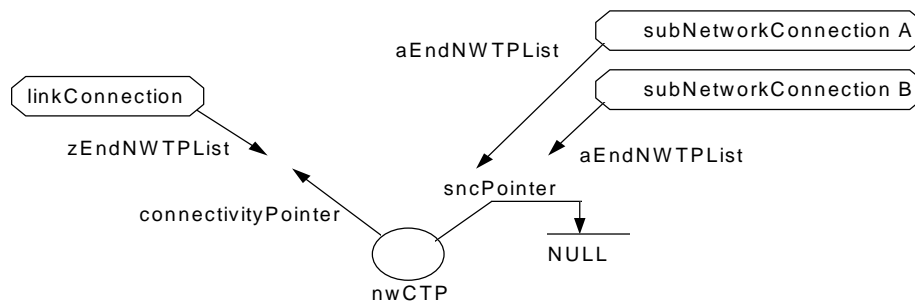 subNetworkConnection A
aEndNWTPList
subNetworkConnection B
linkConnection
zEndNWTPList
aEndNWTPList
sncPointer
connectivityPointer
NULL
nwCTP